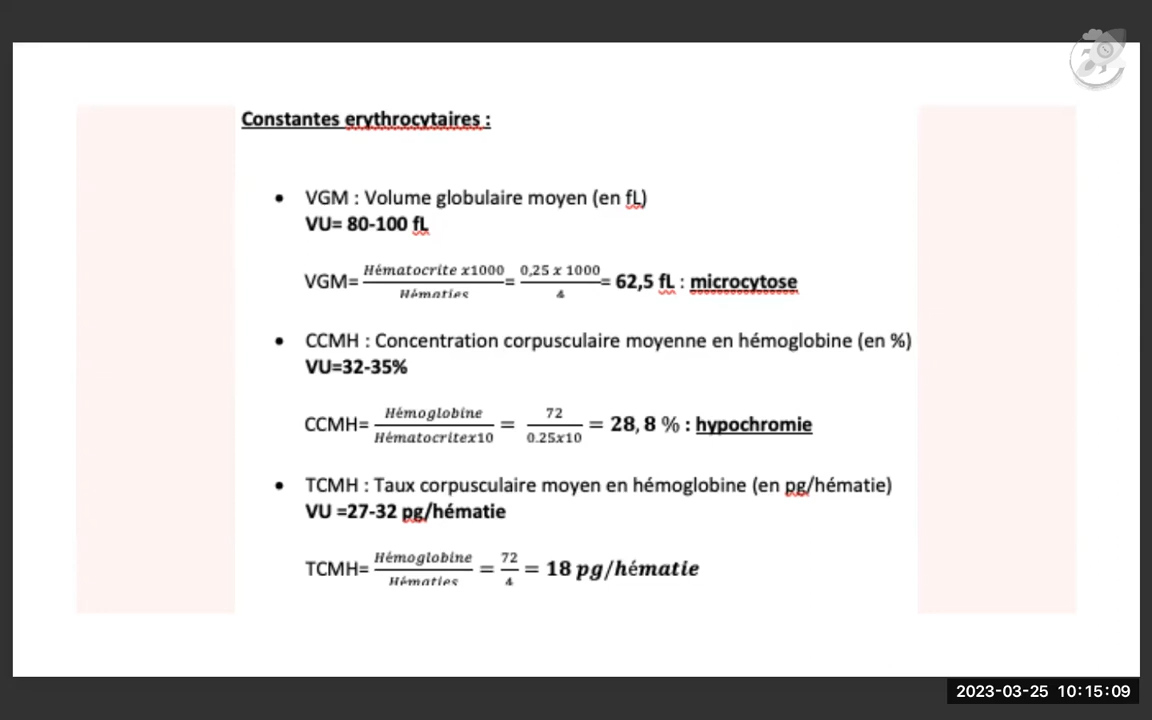 Constantes erythrocytaires :
• VGM : Volume globulaire moyen (en fL)
VU= 80-100 fL
VGM= Hématocrite x1000 / Hématies = 0,25 x 1000 / 4 = 62,5 fL : microcytose
• CCMH : Concentration corpusculaire moyenne en hémoglobine (en %)
VU=32-35%
CCMH= Hémoglobine / Hématocritex10 = 72 / 0.25x10 = 28,8 % : hypochromie
• TCMH : Taux corpusculaire moyen en hémoglobine (en pg/hématie)
VU =27-32 pg/hématie
TCMH= Hémoglobine / Hématies = 72 / 4 = 18 pg/hématie
2023-03-25 10:15:09